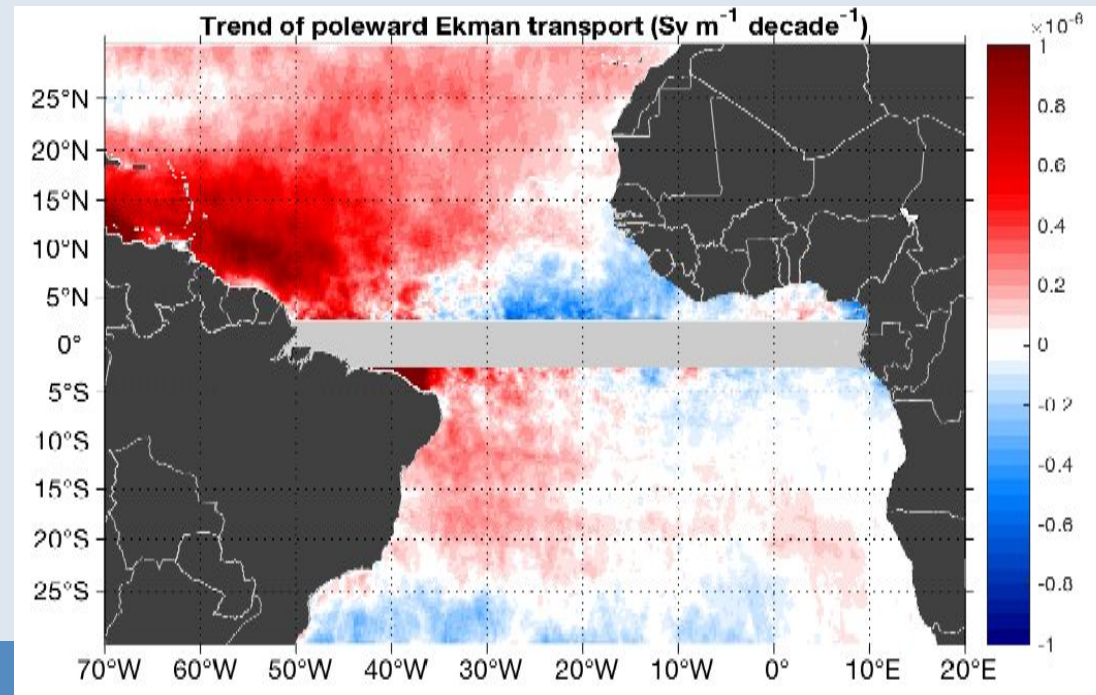 Trend of poleward Ekman transport (Sv m⁻¹ decade⁻¹)
×10⁻⁶
25°N
20°N
15°N
10°N
5°N
0°
5°S
10°S
15°S
20°S
25°S
70°W 60°W 50°W 40°W 30°W 20°W 10°W 0° 10°E 20°E
1
0.8
0.6
0.4
0.2
0
-0.2
-0.4
-0.6
-0.8
-1